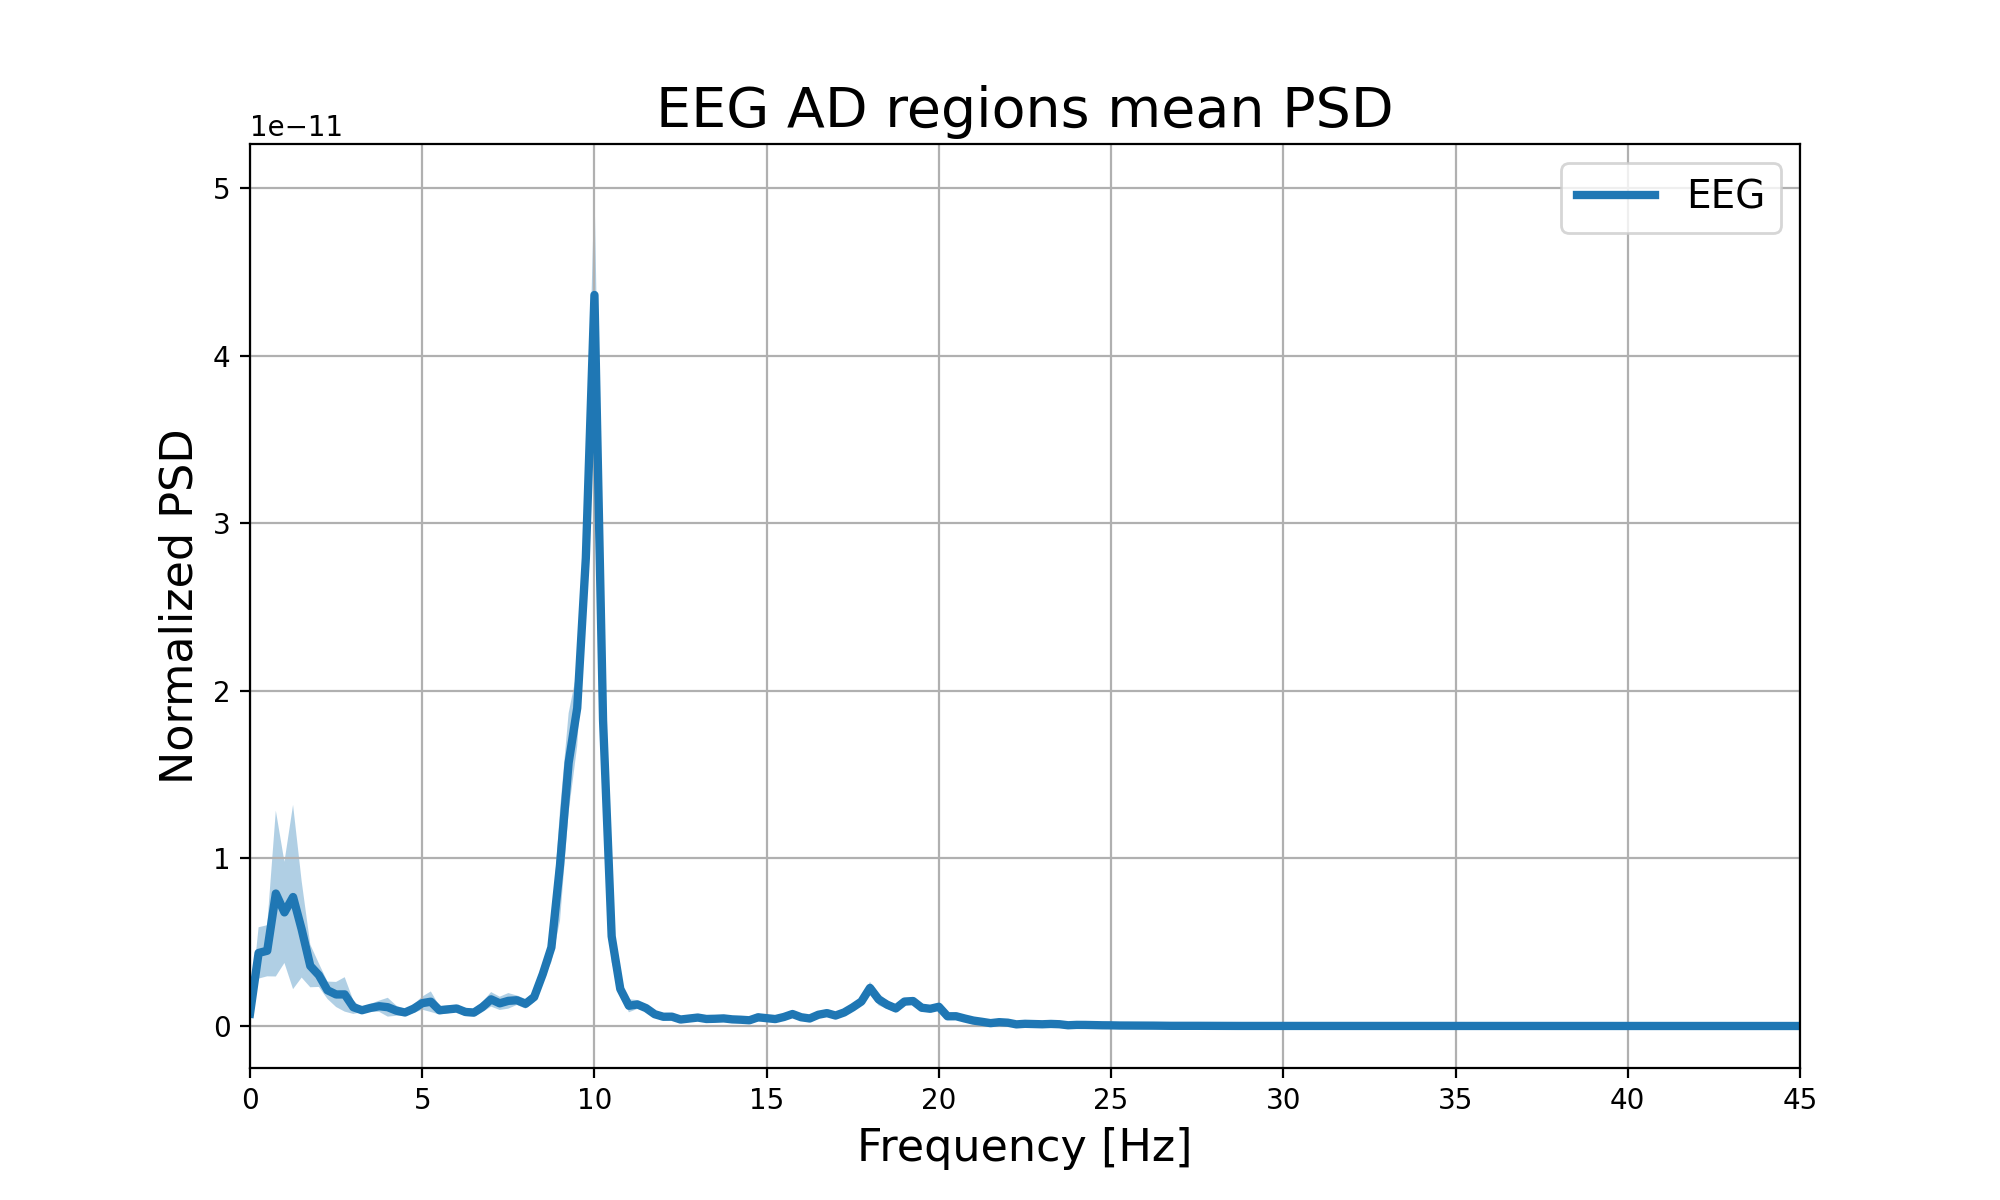 EEG AD regions mean PSD
1e−11
EEG
5
4
3
2
1
0
Normalized PSD
0 5 10 15 20 25 30 35 40 45
Frequency [Hz]